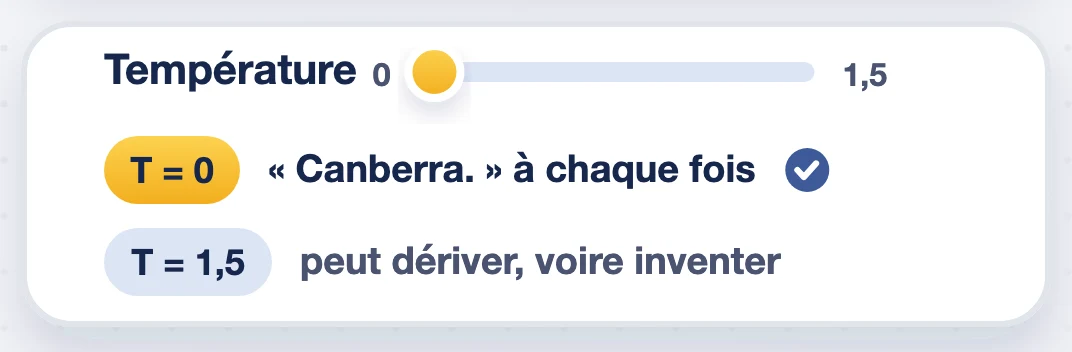 Température 0 1,5
T = 0 « Canberra. » à chaque fois
T = 1,5 peut dériver, voire inventer